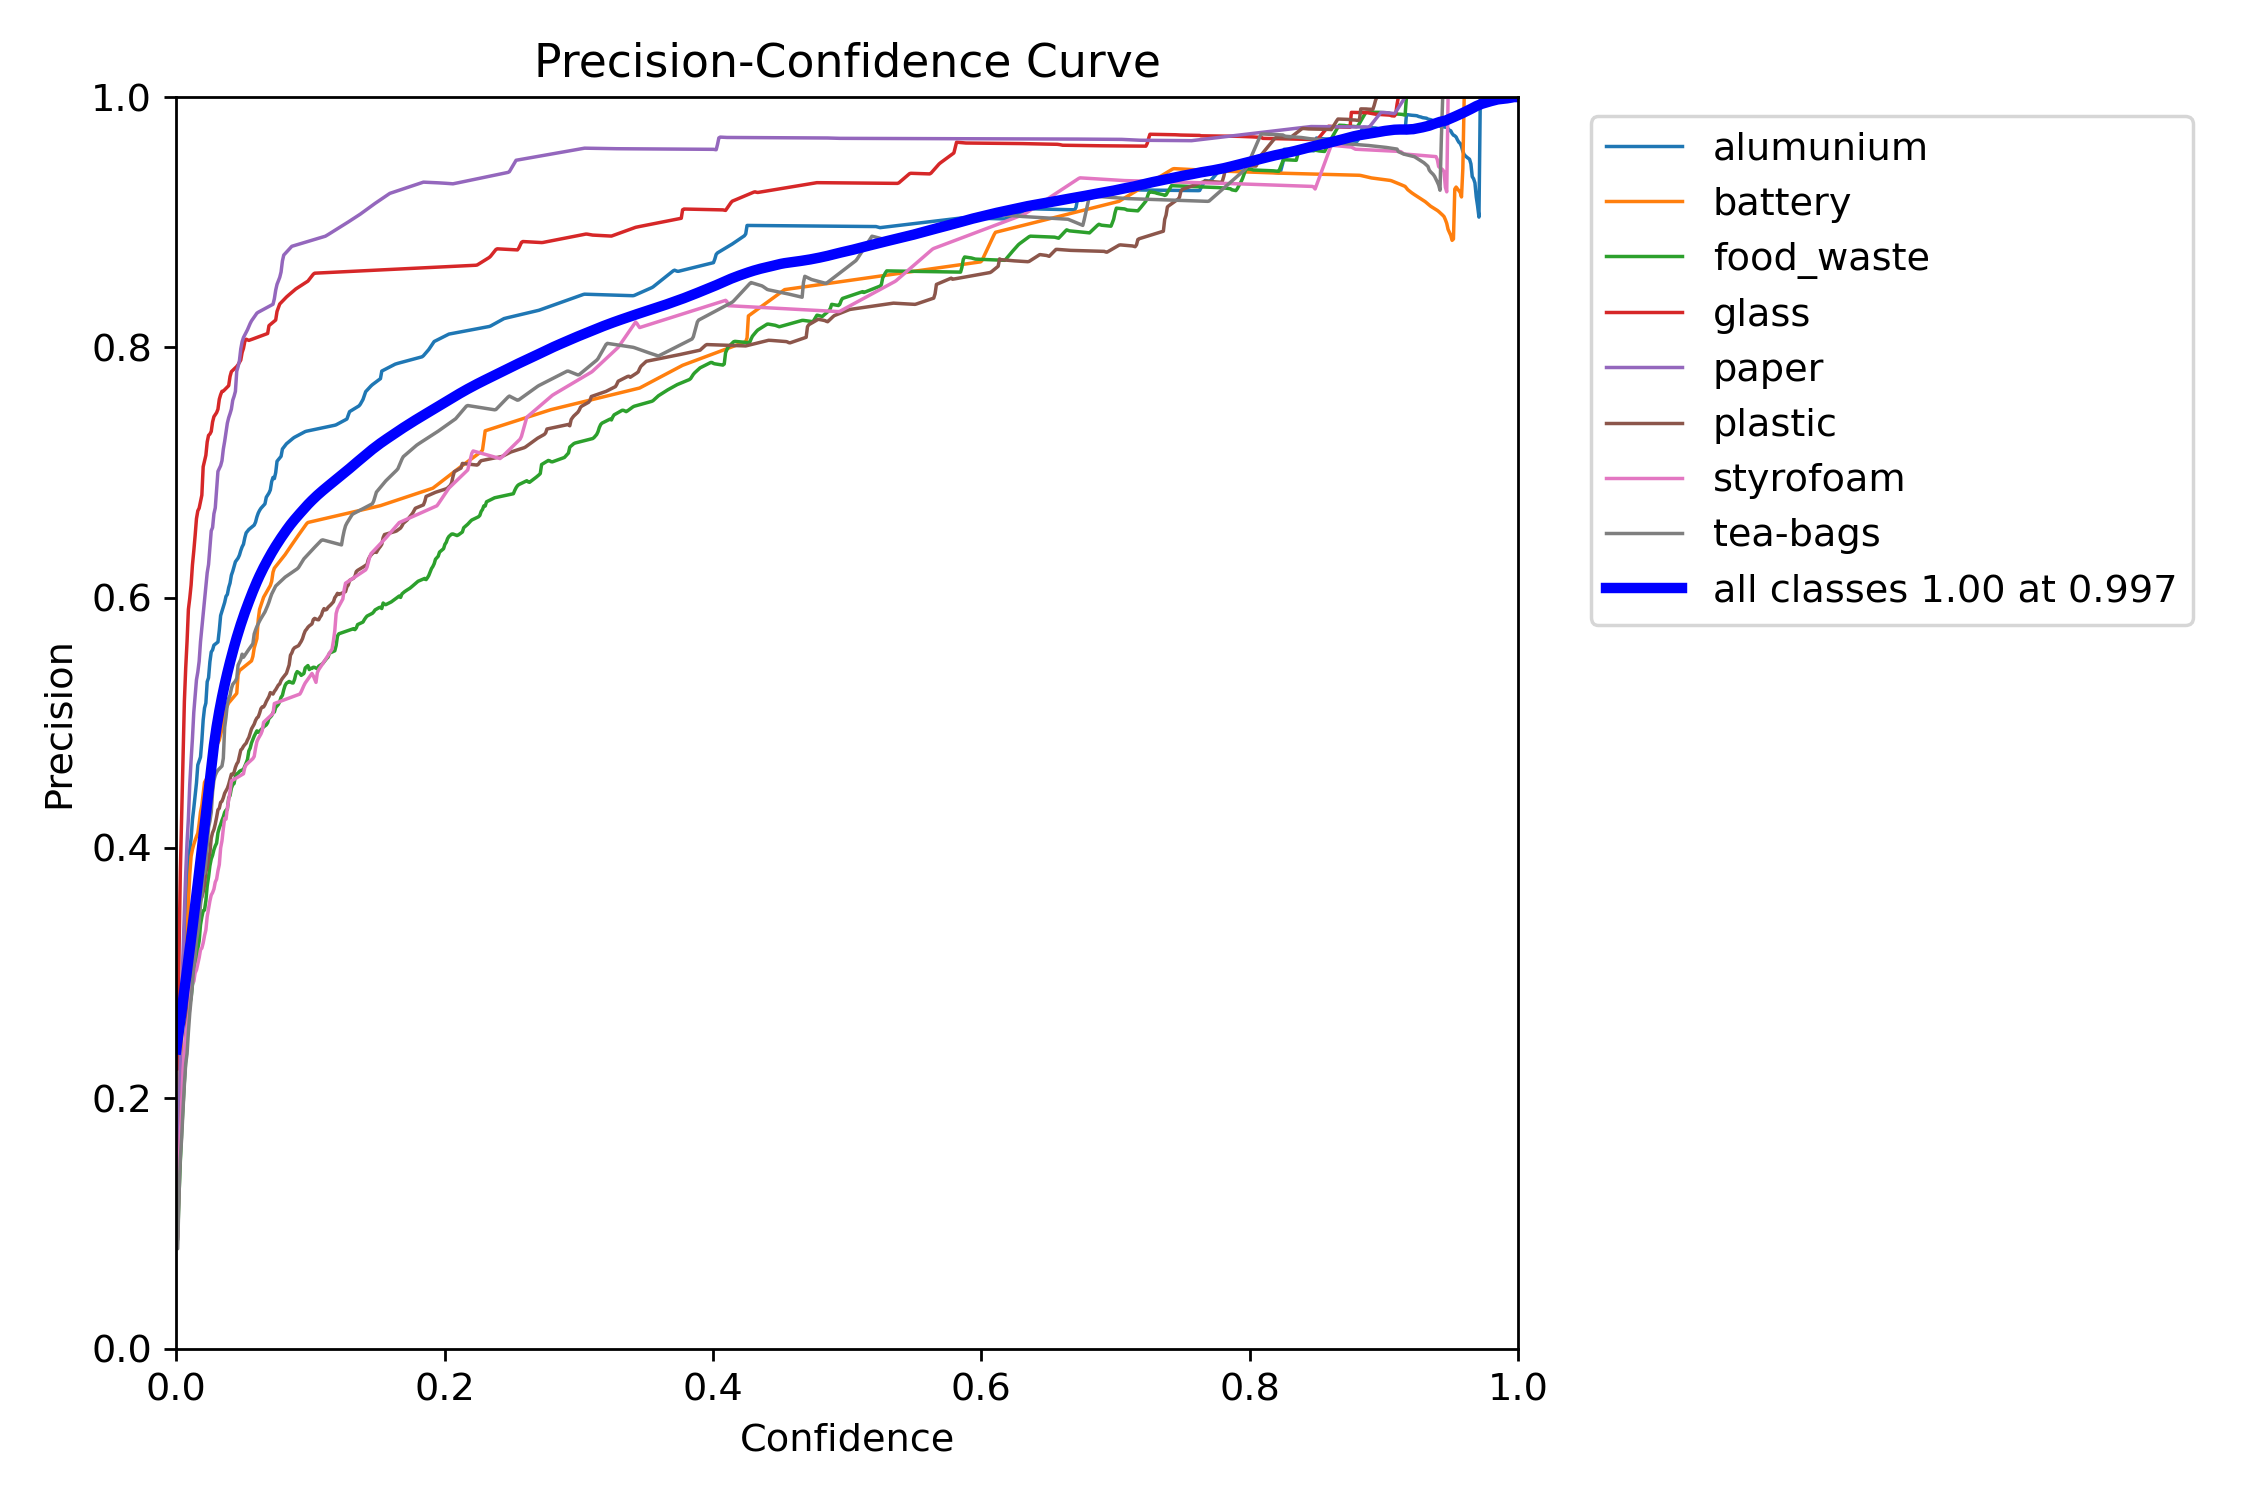 Precision-Confidence Curve
1.0
0.8
0.6
0.4
0.2
0.0
Precision
0.0 0.2 0.4 0.6 0.8 1.0
Confidence
alumunium
battery
food_waste
glass
paper
plastic
styrofoam
tea-bags
all classes 1.00 at 0.997